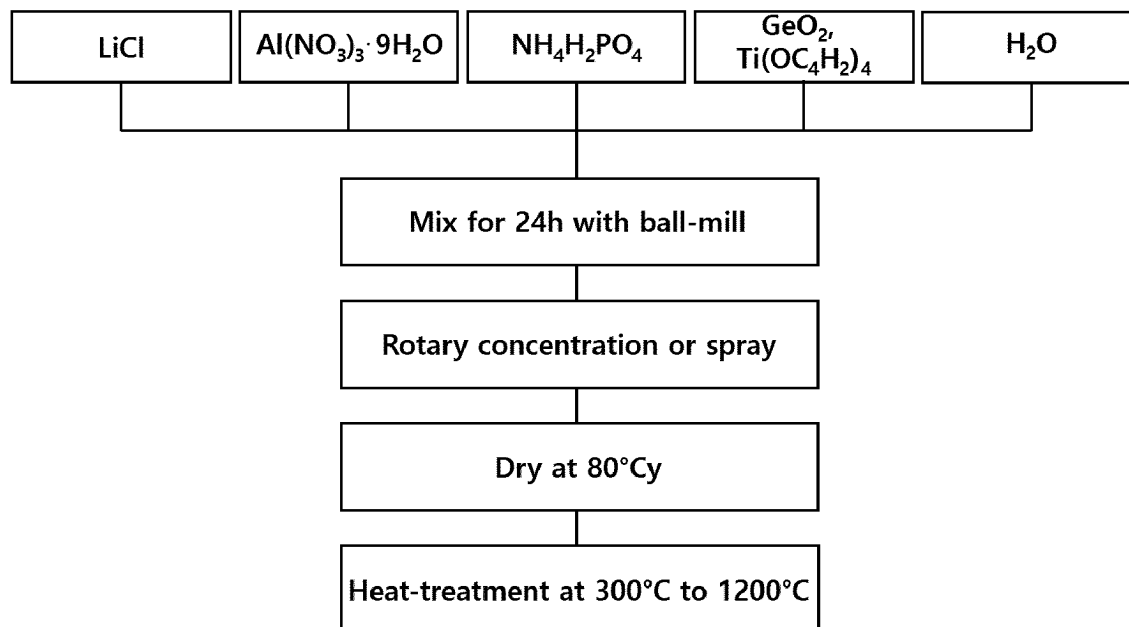 LiCl
Al(NO₃)₃· 9H₂O
NH₄H₂PO₄
GeO₂,
Ti(OC₄H₂)₄
H₂O
Mix for 24h with ball-mill
Rotary concentration or spray
Dry at 80°Cy
Heat-treatment at 300°C to 1200°C